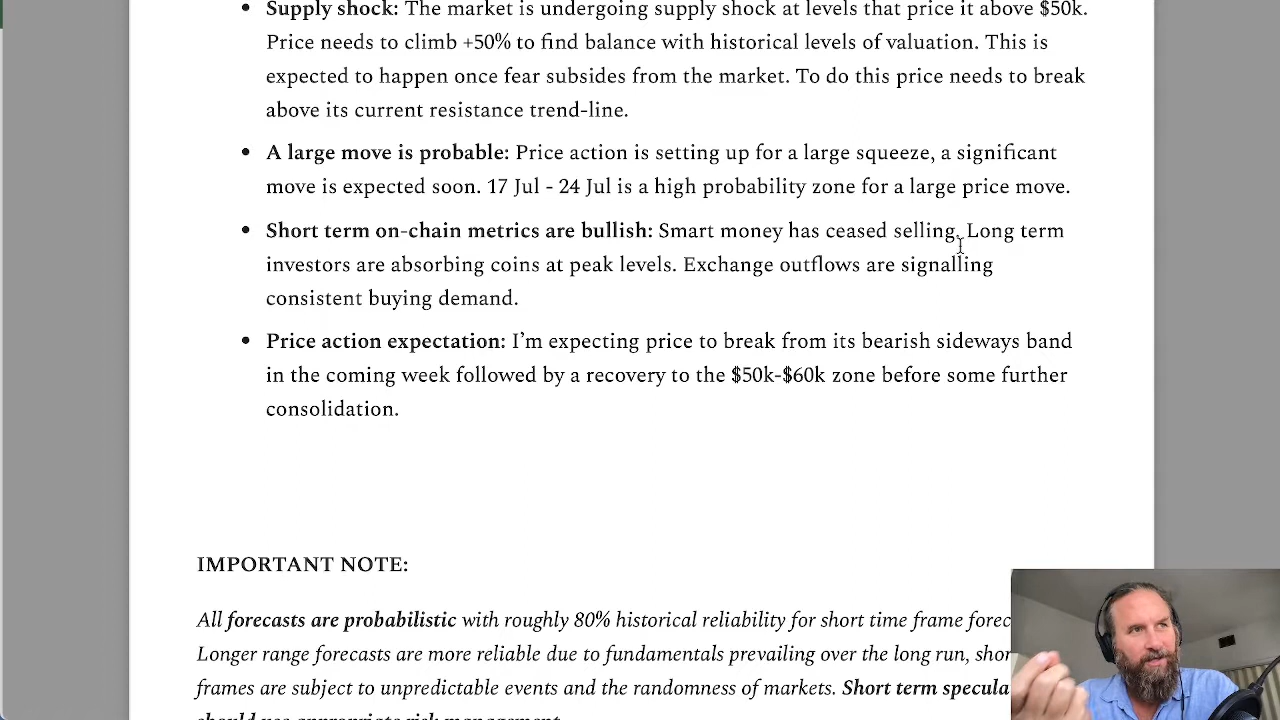 • Supply shock: The market is undergoing supply shock at levels that price it above $50k.
Price needs to climb +50% to find balance with historical levels of valuation. This is
expected to happen once fear subsides from the market. To do this price needs to break
above its current resistance trend-line.
• A large move is probable: Price action is setting up for a large squeeze, a significant
move is expected soon. 17 Jul - 24 Jul is a high probability zone for a large price move.
• Short term on-chain metrics are bullish: Smart money has ceased selling. Long term
investors are absorbing coins at peak levels. Exchange outflows are signalling
consistent buying demand.
• Price action expectation: I’m expecting price to break from its bearish sideways band
in the coming week followed by a recovery to the $50k-$60k zone before some further
consolidation.
IMPORTANT NOTE:
All forecasts are probabilistic with roughly 80% historical reliability for short time frame
Longer range forecasts are more reliable due to fundamentals prevailing over the long run,
frames are subject to unpredictable events and the randomness of markets. Short term
should use appropriate risk management